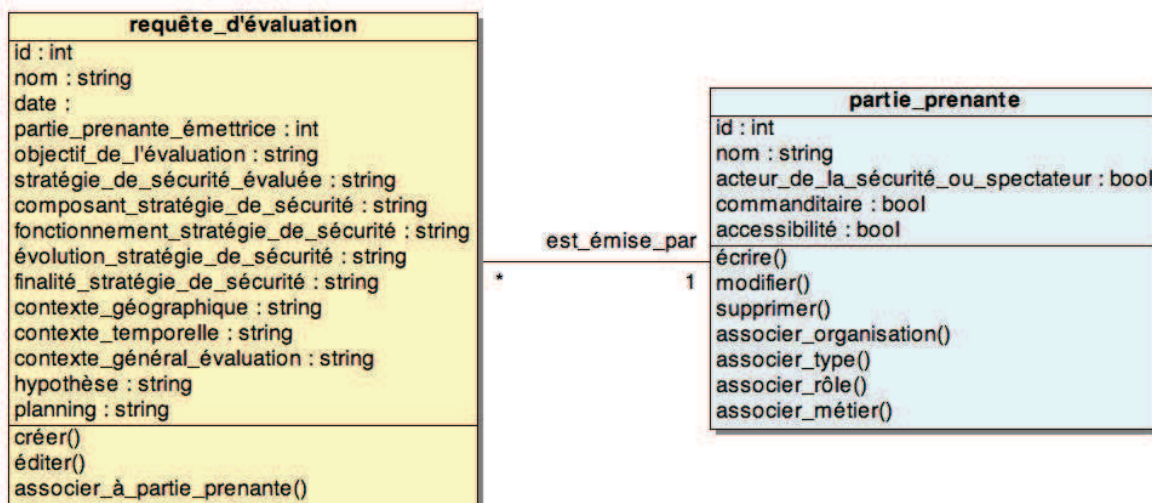 requête_d'évaluation
id : int
nom : string
date :
partie_prenante_émettrice : int
objectif_de_l'évaluation : string
stratégie_de_sécurité_évaluée : string
composant_stratégie_de_sécurité : string
fonctionnement_stratégie_de_sécurité : string
évolution_stratégie_de_sécurité : string
finalité_stratégie_de_sécurité : string
contexte_géographique : string
contexte_temporelle : string
contexte_général_évaluation : string
hypothèse : string
planning : string
créer()
éditer()
associer_à_partie_prenante()
est_émise_par
* 1
partie_prenante
id : int
nom : string
acteur_de_la_sécurité_ou_spectateur : bool
commanditaire : bool
accessibilité : bool
écrire()
modifier()
supprimer()
associer_organisation()
associer_type()
associer_rôle()
associer_métier()